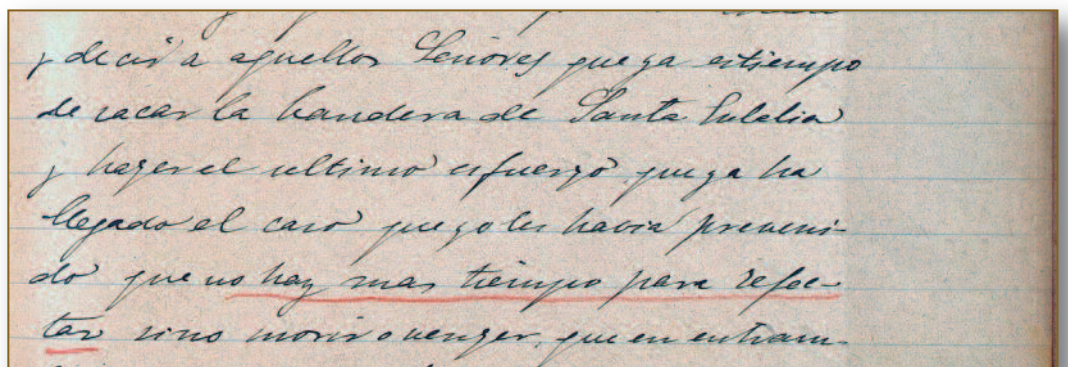 y decir a aquellos Señores que ya es tiempo
de sacar la bandera de Santa Eulalia
y hazer el ultimo esfuerzo que ya ha
llegado el caso que yo les havia preveni-
do que no hay mas tiempo para refle-
tar sino morir o venzer, que en entram-